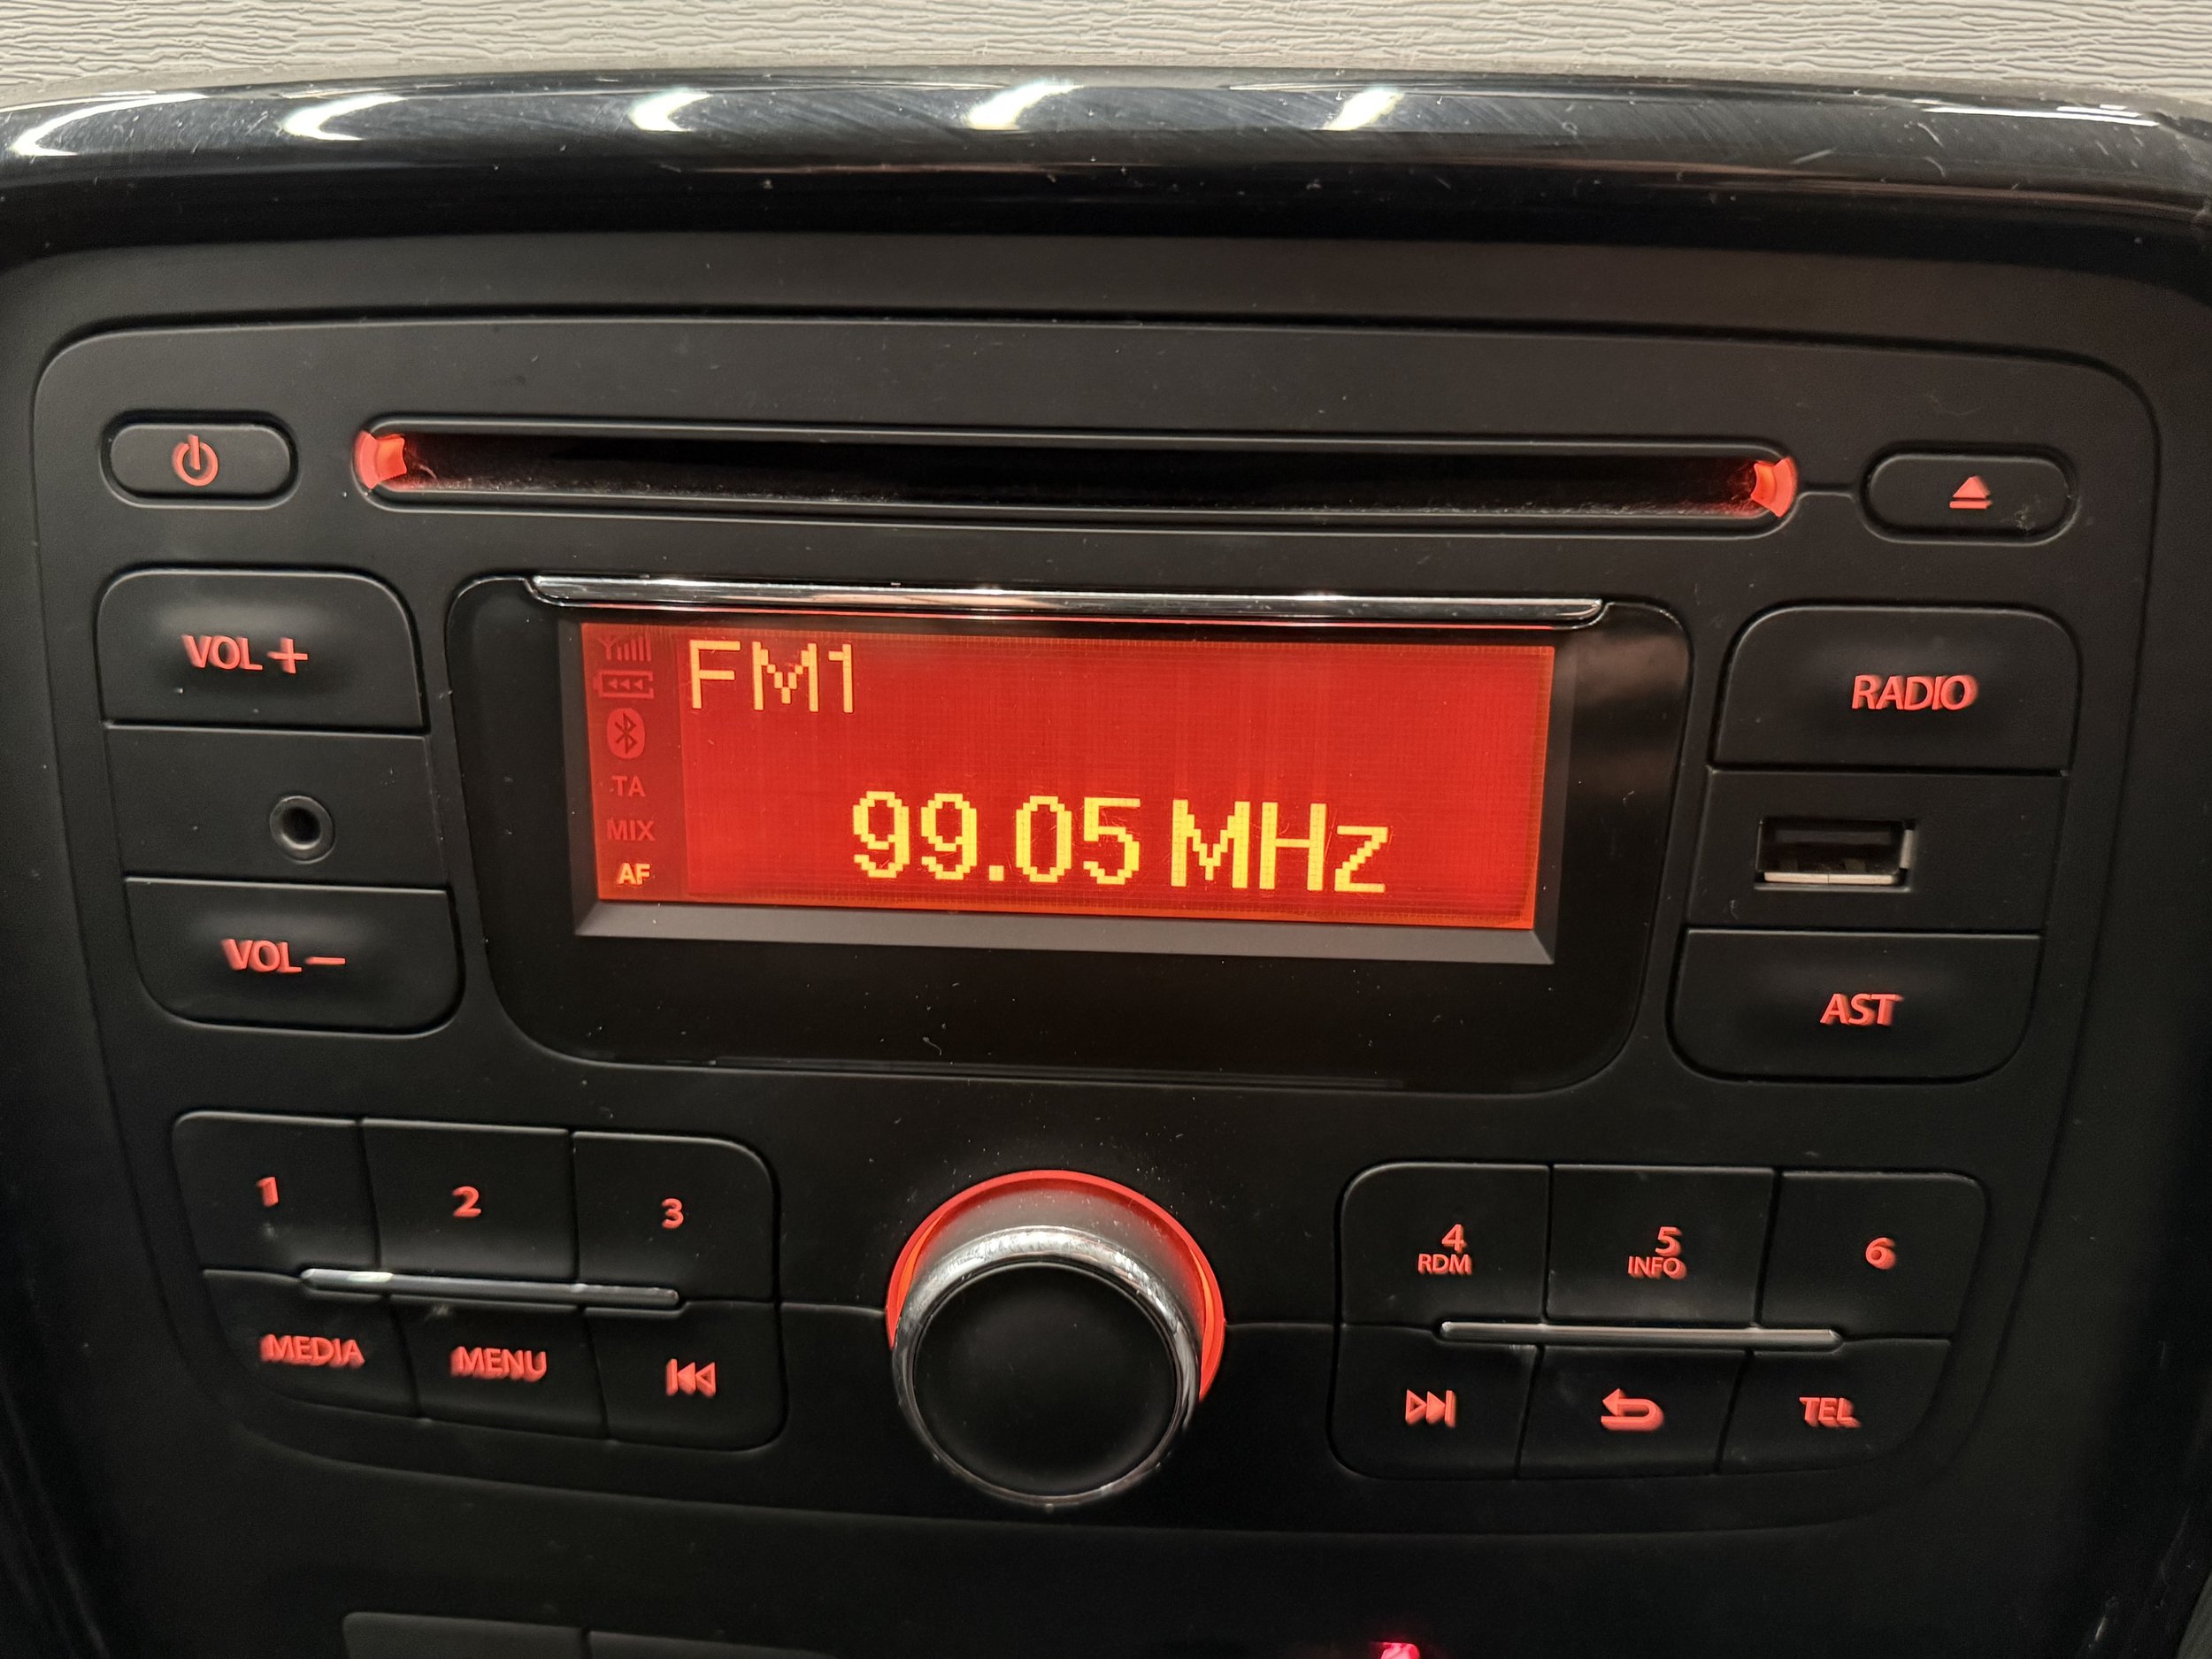 VOL +
VOL −
FM1
TA
MIX
AF
99.05 MHz
RADIO
AST
1
2
3
MEDIA
MENU
4
RDM
5
INFO
6
TEL